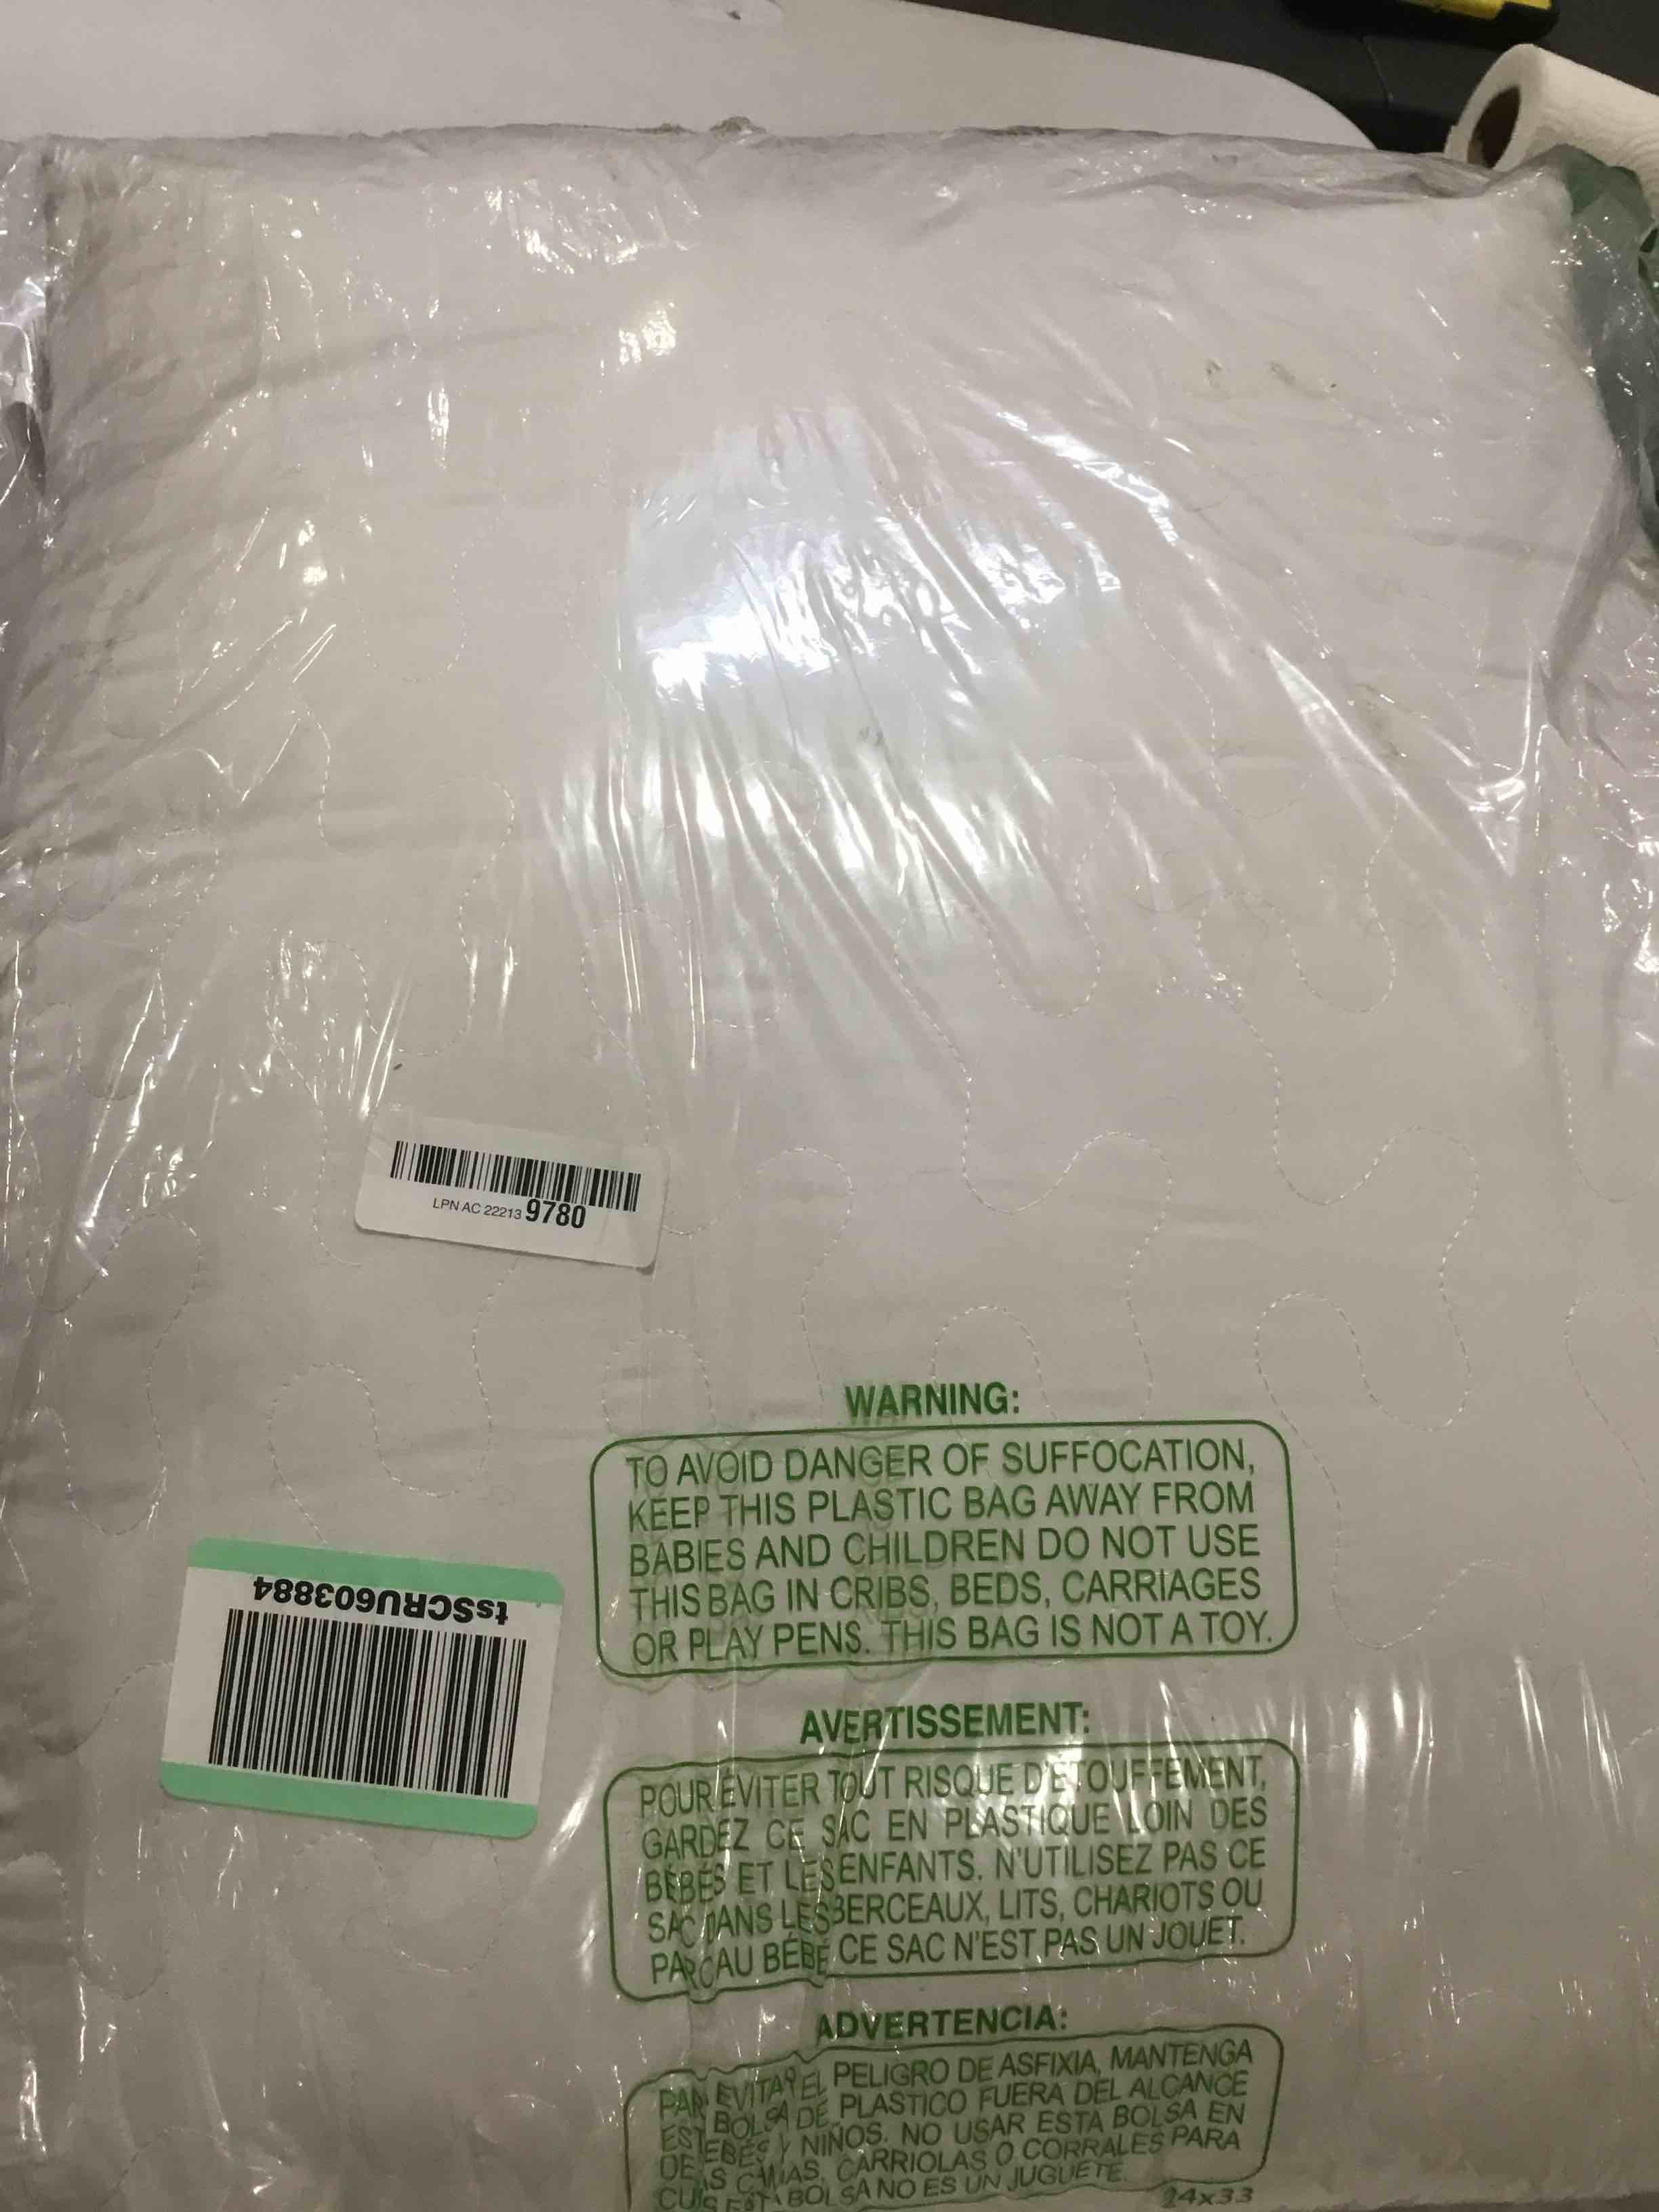 LPN AC 22213 9780
WARNING:
TO AVOID DANGER OF SUFFOCATION,
KEEP THIS PLASTIC BAG AWAY FROM
BABIES AND CHILDREN DO NOT USE
THIS BAG IN CRIBS, BEDS, CARRIAGES
OR PLAY PENS. THIS BAG IS NOT A TOY.
tsSCRU603884
AVERTISSEMENT:
POUR ÉVITER TOUT RISQUE D'ÉTOUFFEMENT,
GARDEZ CE SAC EN PLASTIQUE LOIN DES
BÉBÉS ET LES ENFANTS. N'UTILISEZ PAS CE
SAC DANS LES BERCEAUX, LITS, CHARIOTS OU
PARC AU BÉBÉ CE SAC N'EST PAS UN JOUET.
ADVERTENCIA:
EVITAR EL PELIGRO DE ASFIXIA, MANTENGA
BOLSA DE PLASTICO FUERA DEL ALCANCE
Y NIÑOS. NO USAR ESTA BOLSA EN
CARRIOLAS O CORRALES PARA
BOLSA NO ES UN JUGUETE.
24x33